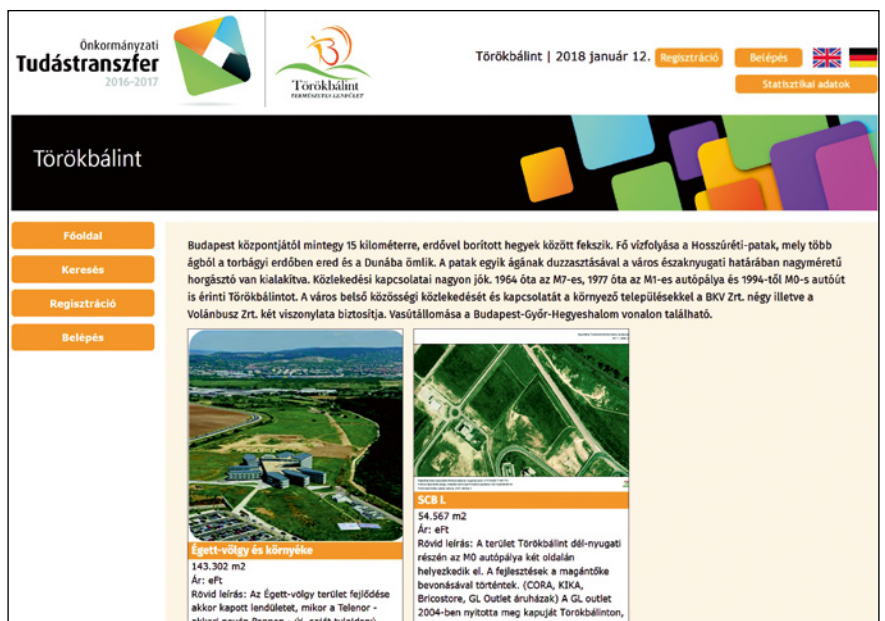 Önkormányzati
Tudástranszfer
2016-2017
Törökbálint
TERMÉSZETES LENDÜLET
Törökbálint | 2018 január 12.
Regisztráció
Belépés
Statisztikai adatok
Törökbálint
Főoldal
Keresés
Regisztráció
Belépés
Budapest központjától mintegy 15 kilométerre, erdővel borított hegyek között fekszik. Fő vízfolyása a Hosszúréti-patak, mely több
ágból a torbágyi erdőben ered és a Dunába ömlik. A patak egyik ágának duzzasztásával a város északnyugati határában nagyméretű
horgásztó van kialakítva. Közlekedési kapcsolatai nagyon jók. 1964 óta az M7-es, 1977 óta az M1-es autópálya és 1994-től M0-s autóút
is érinti Törökbálintot. A város belső közösségi közlekedését és kapcsolatát a környező településekkel a BKV Zrt. négy illetve a
Volánbusz Zrt. két viszonylata biztosítja. Vasútállomása a Budapest-Győr-Hegyeshalom vonalon található.
Égett-völgy és környéke
143.302 m2
Ár: eFt
Rövid leírás: Az Égett-völgy terület fejlődése
akkor kapott lendületet, mikor a Telenor -
SCB I.
54.567 m2
Ár: eFt
Rövid leírás: A terület Törökbálint dél-nyugati
részén az M0 autópálya két oldalán
helyezkedik el. A fejlesztések a magántőke
bevonásával történtek. (CORA, KIKA,
Bricostore, GL Outlet áruházak) A GL outlet
2004-ben nyitotta meg kapuját Törökbálinton,